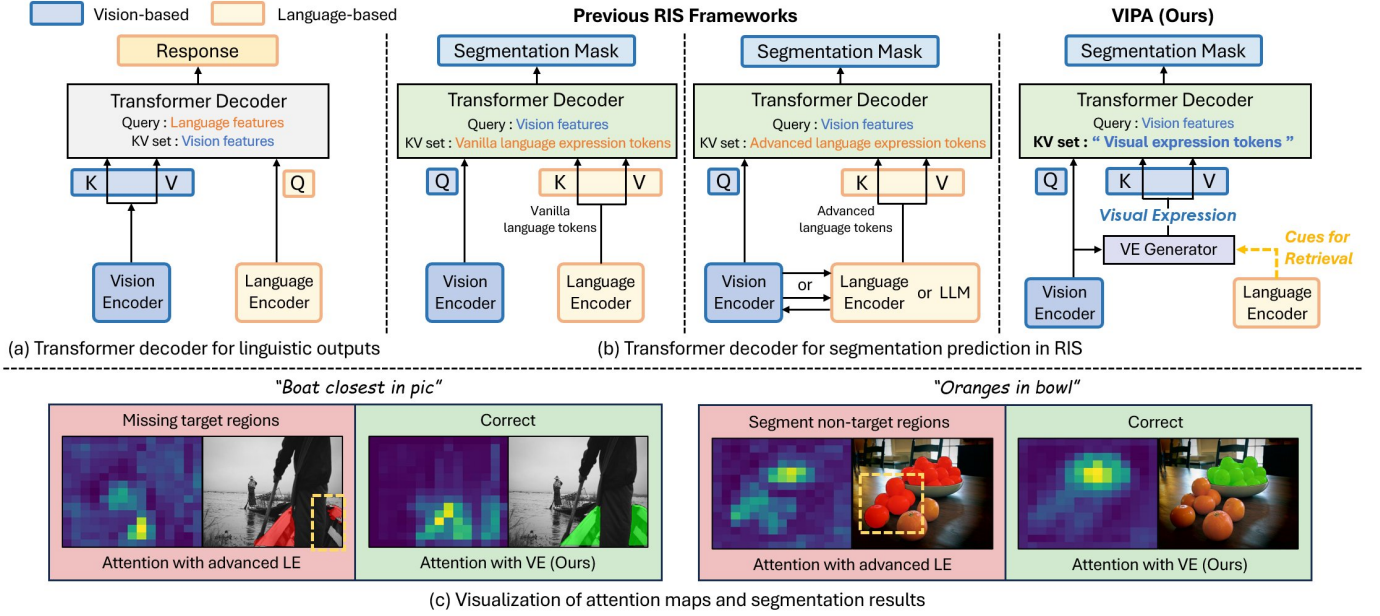 Vision-based
Language-based
Previous RIS Frameworks
VIPA (Ours)
Response
Transformer Decoder
Query : Language features
KV set : Vision features
K
V
Q
Vision
Encoder
Language
Encoder
(a) Transformer decoder for linguistic outputs
Segmentation Mask
Transformer Decoder
Query : Vision features
KV set : Vanilla language expression tokens
Q
K
V
Vanilla
language tokens
Vision
Encoder
Language
Encoder
Segmentation Mask
Transformer Decoder
Query : Vision features
KV set : Advanced language expression tokens
Q
K
V
Advanced
language tokens
Vision
Encoder
or
Language
Encoder
or LLM
(b) Transformer decoder for segmentation prediction in RIS
Segmentation Mask
Transformer Decoder
Query : Vision features
KV set : “ Visual expression tokens ”
Q
K
V
Visual Expression
VE Generator
Cues for
Retrieval
Vision
Encoder
Language
Encoder
“Boat closest in pic”
Missing target regions
Correct
Attention with advanced LE
Attention with VE (Ours)
“Oranges in bowl”
Segment non-target regions
Correct
Attention with advanced LE
Attention with VE (Ours)
(c) Visualization of attention maps and segmentation results